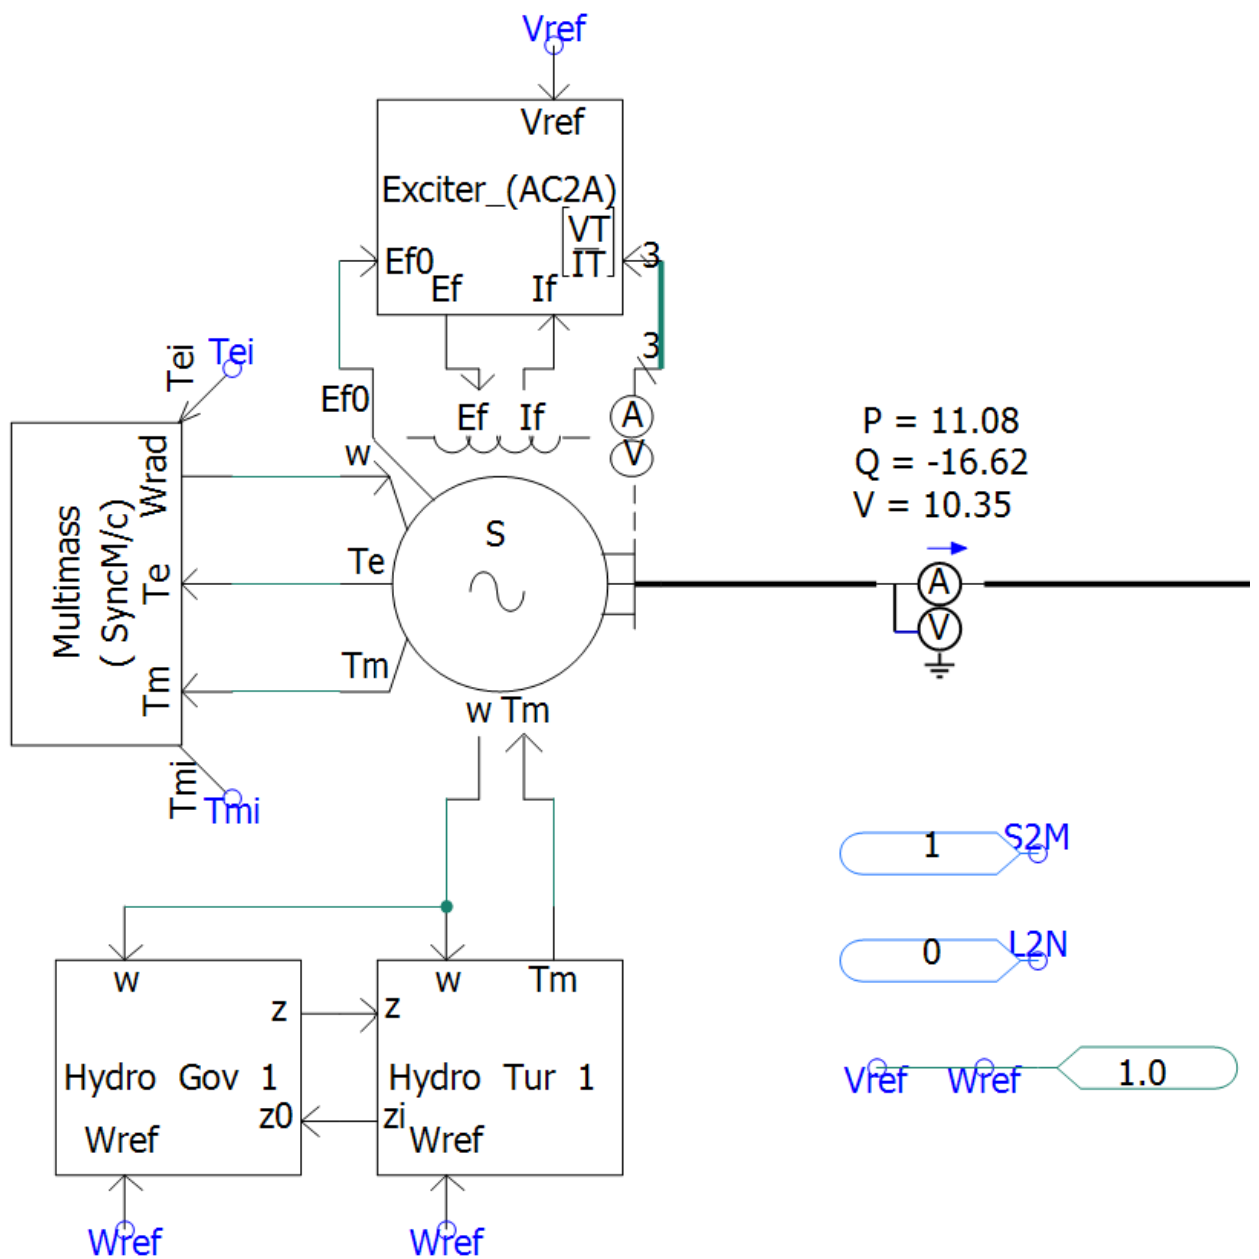 Vref
Vref
Exciter_(AC2A)
VT
IT
3
Ef0
Ef
If
3
Tei
Tei
Ef0
Ef
If
A
V
P = 11.08
Q = -16.62
V = 10.35
w
Wrad
S
Te
Te
Multimass
( SyncM/c)
A
V
Tm
Tm
w
Tm
Tmi
Tmi
1
S2M
0
L2N
w
w
Tm
z
z
Hydro Gov 1
Hydro Tur 1
Vref
Wref
1.0
z0
zi
Wref
Wref
Wref
Wref